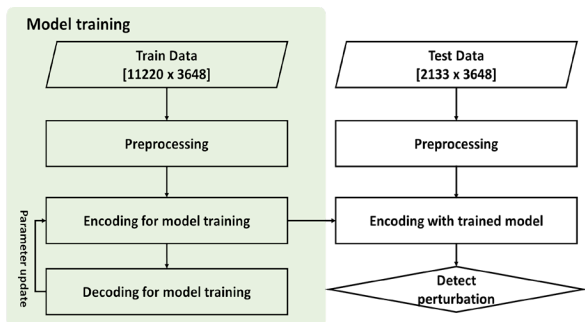 Model training
Train Data
[11220 x 3648]
Preprocessing
Encoding for model training
Decoding for model training
Parameter update
Test Data
[2133 x 3648]
Preprocessing
Encoding with trained model
Detect
perturbation